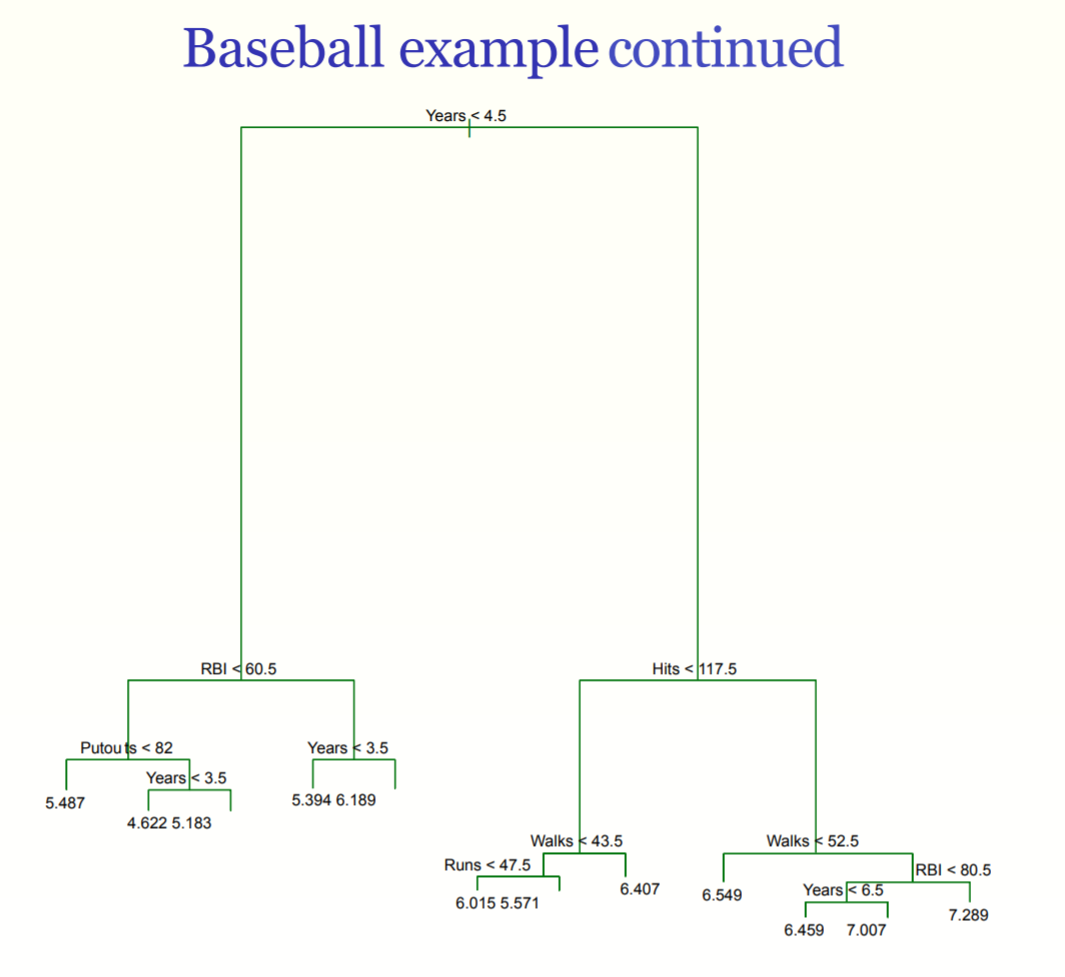 Baseball example continued
Years < 4.5
RBI < 60.5
Hits < 117.5
Putouts < 82
Years < 3.5
Years < 3.5
5.487
5.394 6.189
4.622 5.183
Walks < 43.5
Walks < 52.5
Runs < 47.5
RBI < 80.5
6.407
6.549
Years < 6.5
6.015 5.571
7.289
6.459 7.007